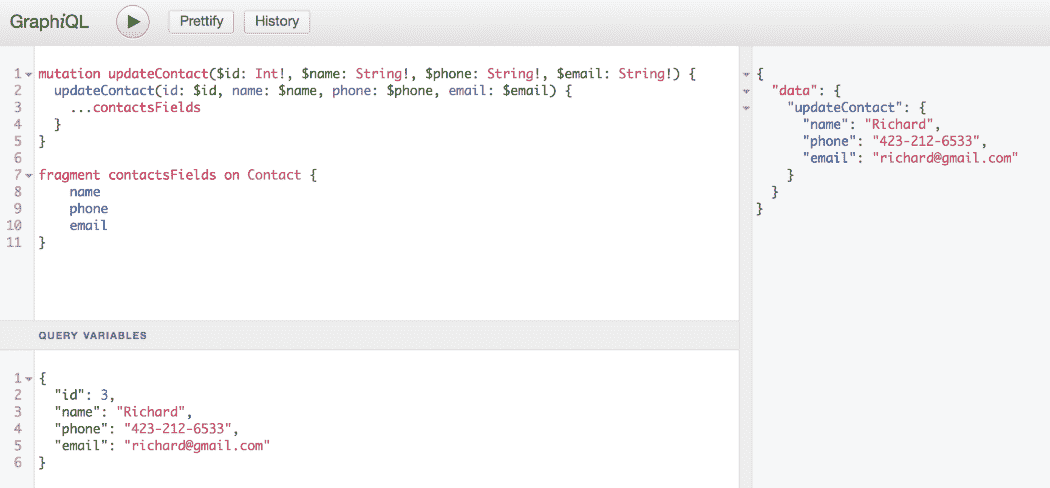 GraphiQL Prettify History
1 mutation updateContact($id: Int!, $name: String!, $phone: String!, $email: String!) {
2 updateContact(id: $id, name: $name, phone: $phone, email: $email) {
3 ...contactsFields
4 }
5 }
6
7 fragment contactsFields on Contact {
8 name
9 phone
10 email
11 }
QUERY VARIABLES
1 {
2 "id": 3,
3 "name": "Richard",
4 "phone": "423-212-6533",
5 "email": "richard@gmail.com"
6 }
{
"data": {
"updateContact": {
"name": "Richard",
"phone": "423-212-6533",
"email": "richard@gmail.com"
}
}
}